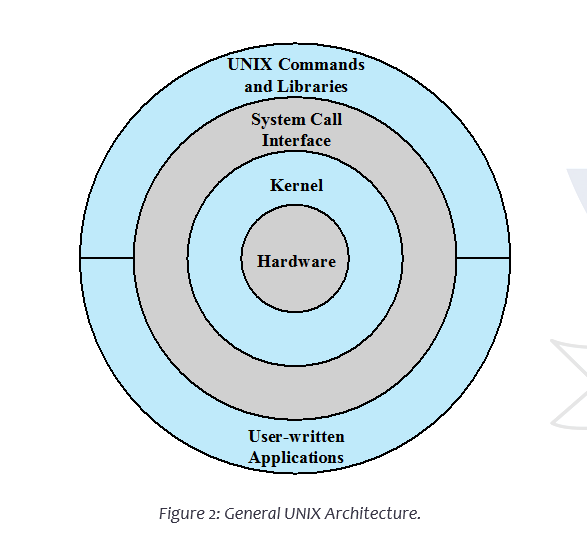 UNIX Commands
and Libraries
System Call
Interface
Kernel
Hardware
User-written
Applications
Figure 2: General UNIX Architecture.